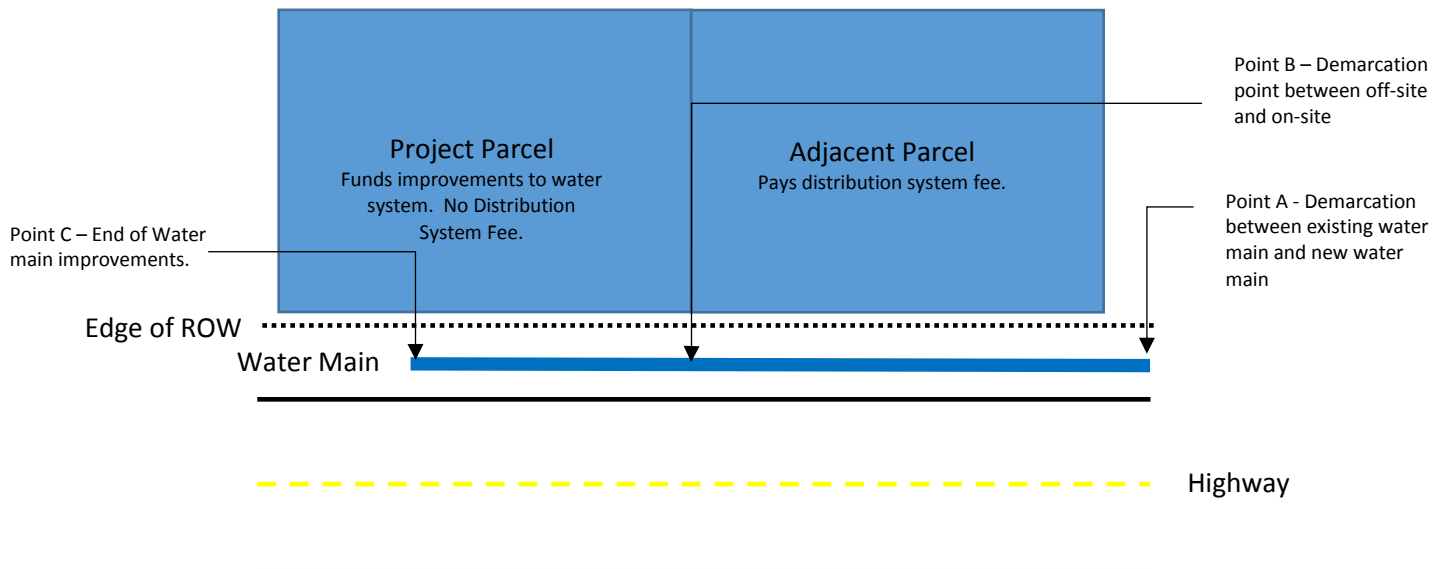 Point B – Demarcation
point between off-site
and on-site
Project Parcel
Funds improvements to water
system. No Distribution
System Fee.
Adjacent Parcel
Pays distribution system fee.
Point A - Demarcation
between existing water
main and new water
main
Point C – End of Water
main improvements.
Edge of ROW
Water Main
Highway